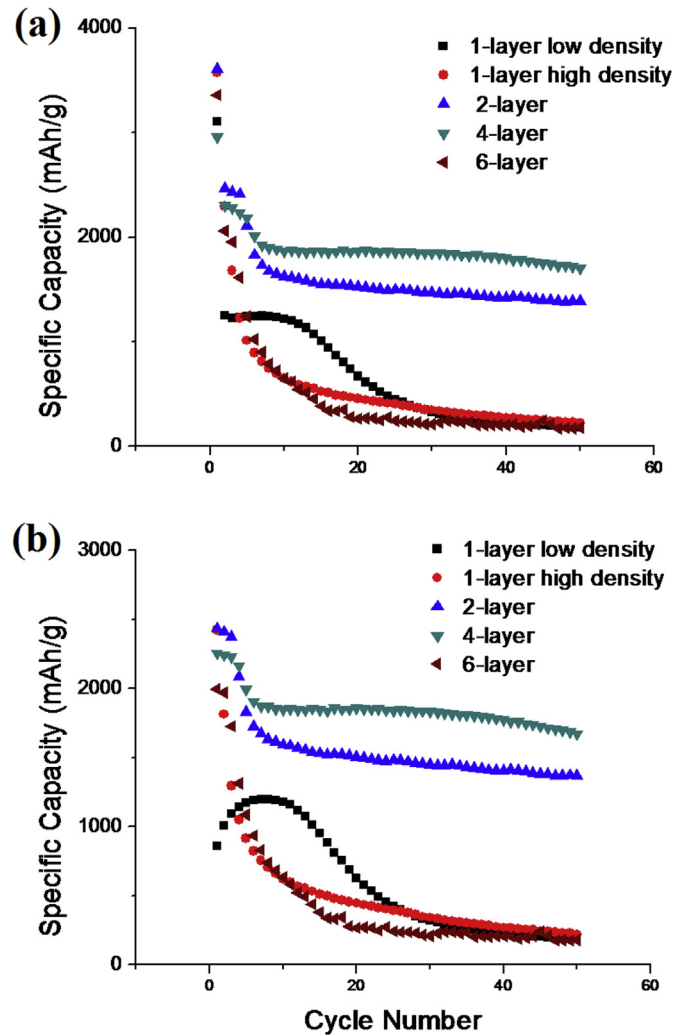 (a)
4000
1-layer low density
1-layer high density
2-layer
4-layer
6-layer
Specific Capacity (mAh/g)
2000
0
0 20 40 60
(b)
3000
1-layer low density
1-layer high density
2-layer
4-layer
6-layer
Specific Capacity (mAh/g)
2000
1000
0
0 20 40 60
Cycle Number